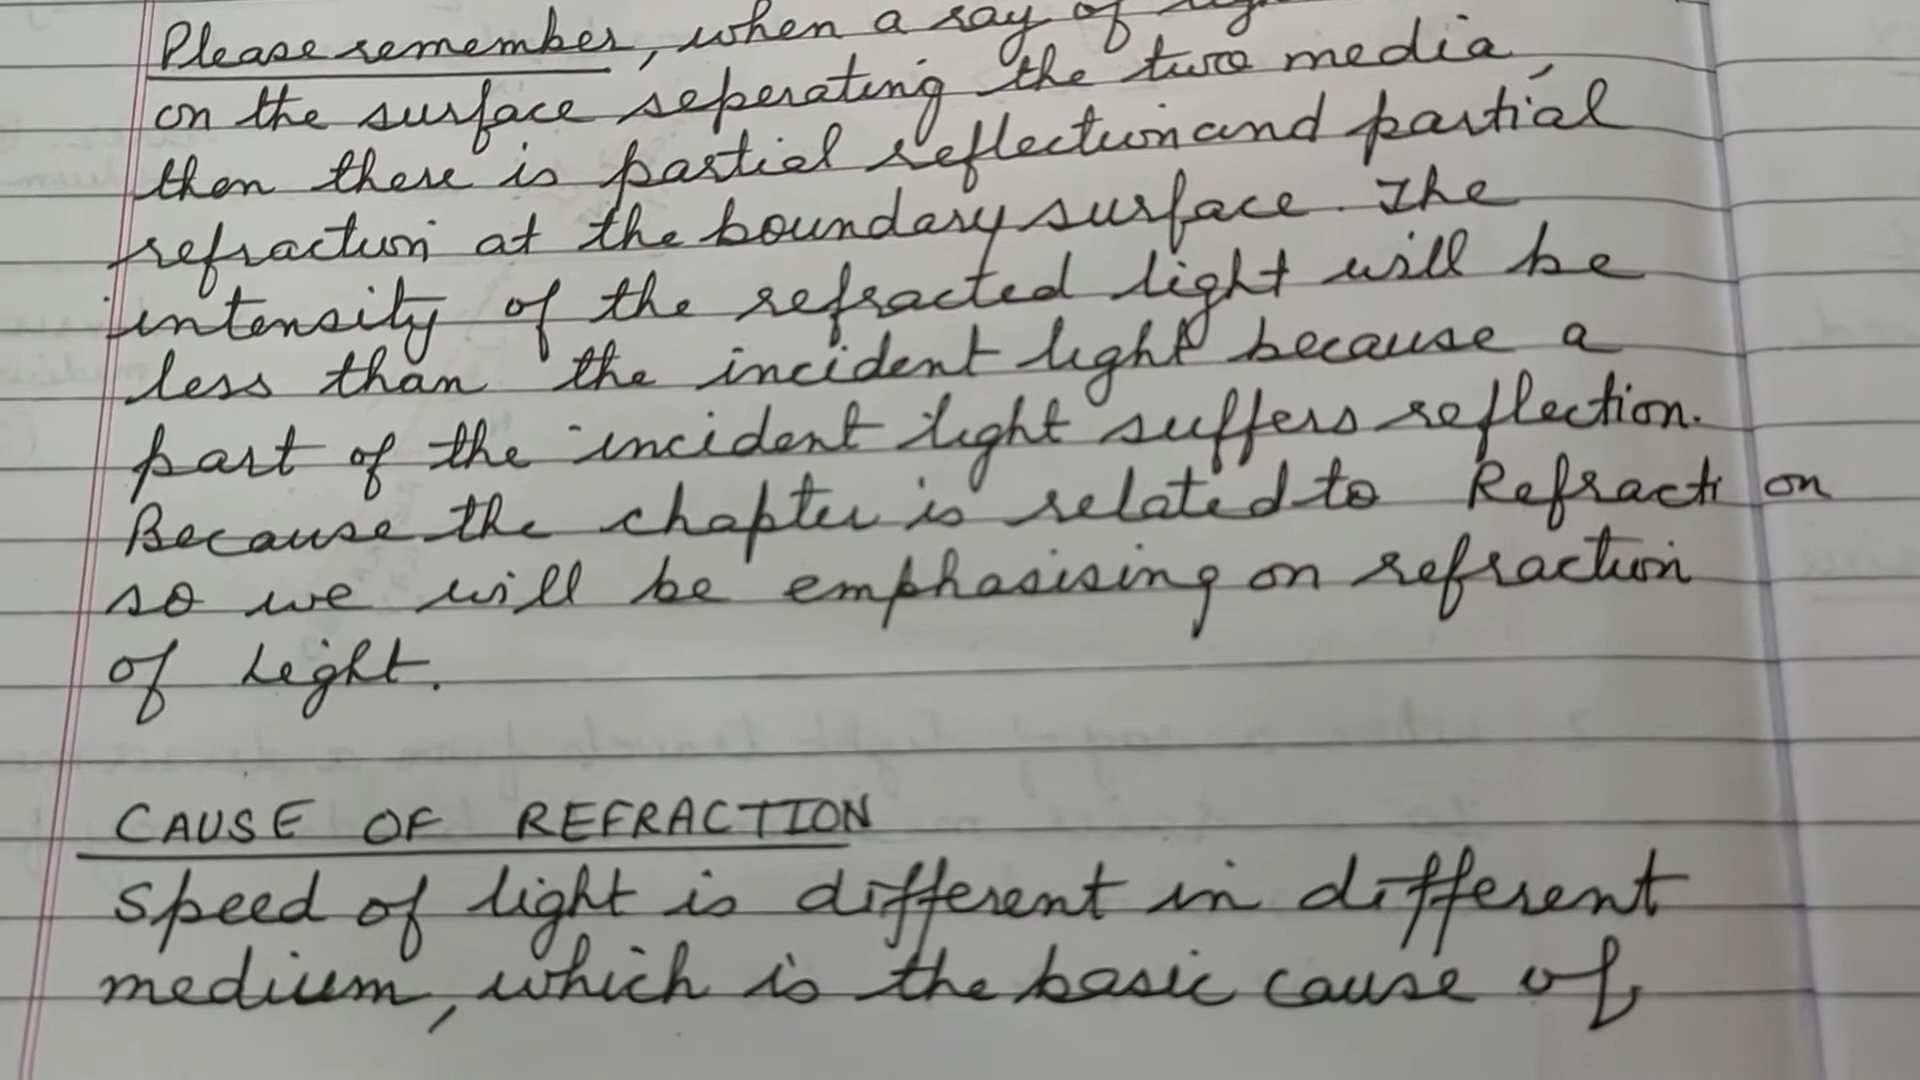 Please remember, when a ray of
on the surface seperating the two media,
then there is partial reflection and partial
refraction at the boundary surface. The
intensity of the refracted light will be
less than the incident light because a
part of the incident light suffers reflection.
Because the chapter is related to Refraction
so we will be emphasising on refraction
of light.
CAUSE OF REFRACTION
Speed of light is different in different
medium, which is the basic cause of